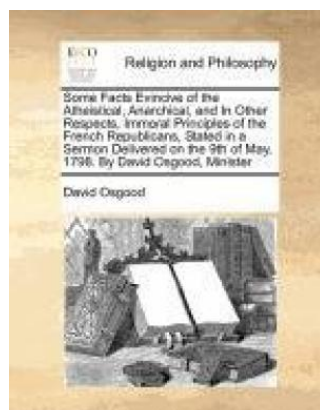 ECCO
Religion and Philosophy
Some Facts Evincive of the
Atheistical, Anarchical, and In Other
Respects, Immoral Principles of the
French Republicans, Stated in a
Sermon Delivered on the 9th of May,
1798. By David Osgood, Minister
David Osgood